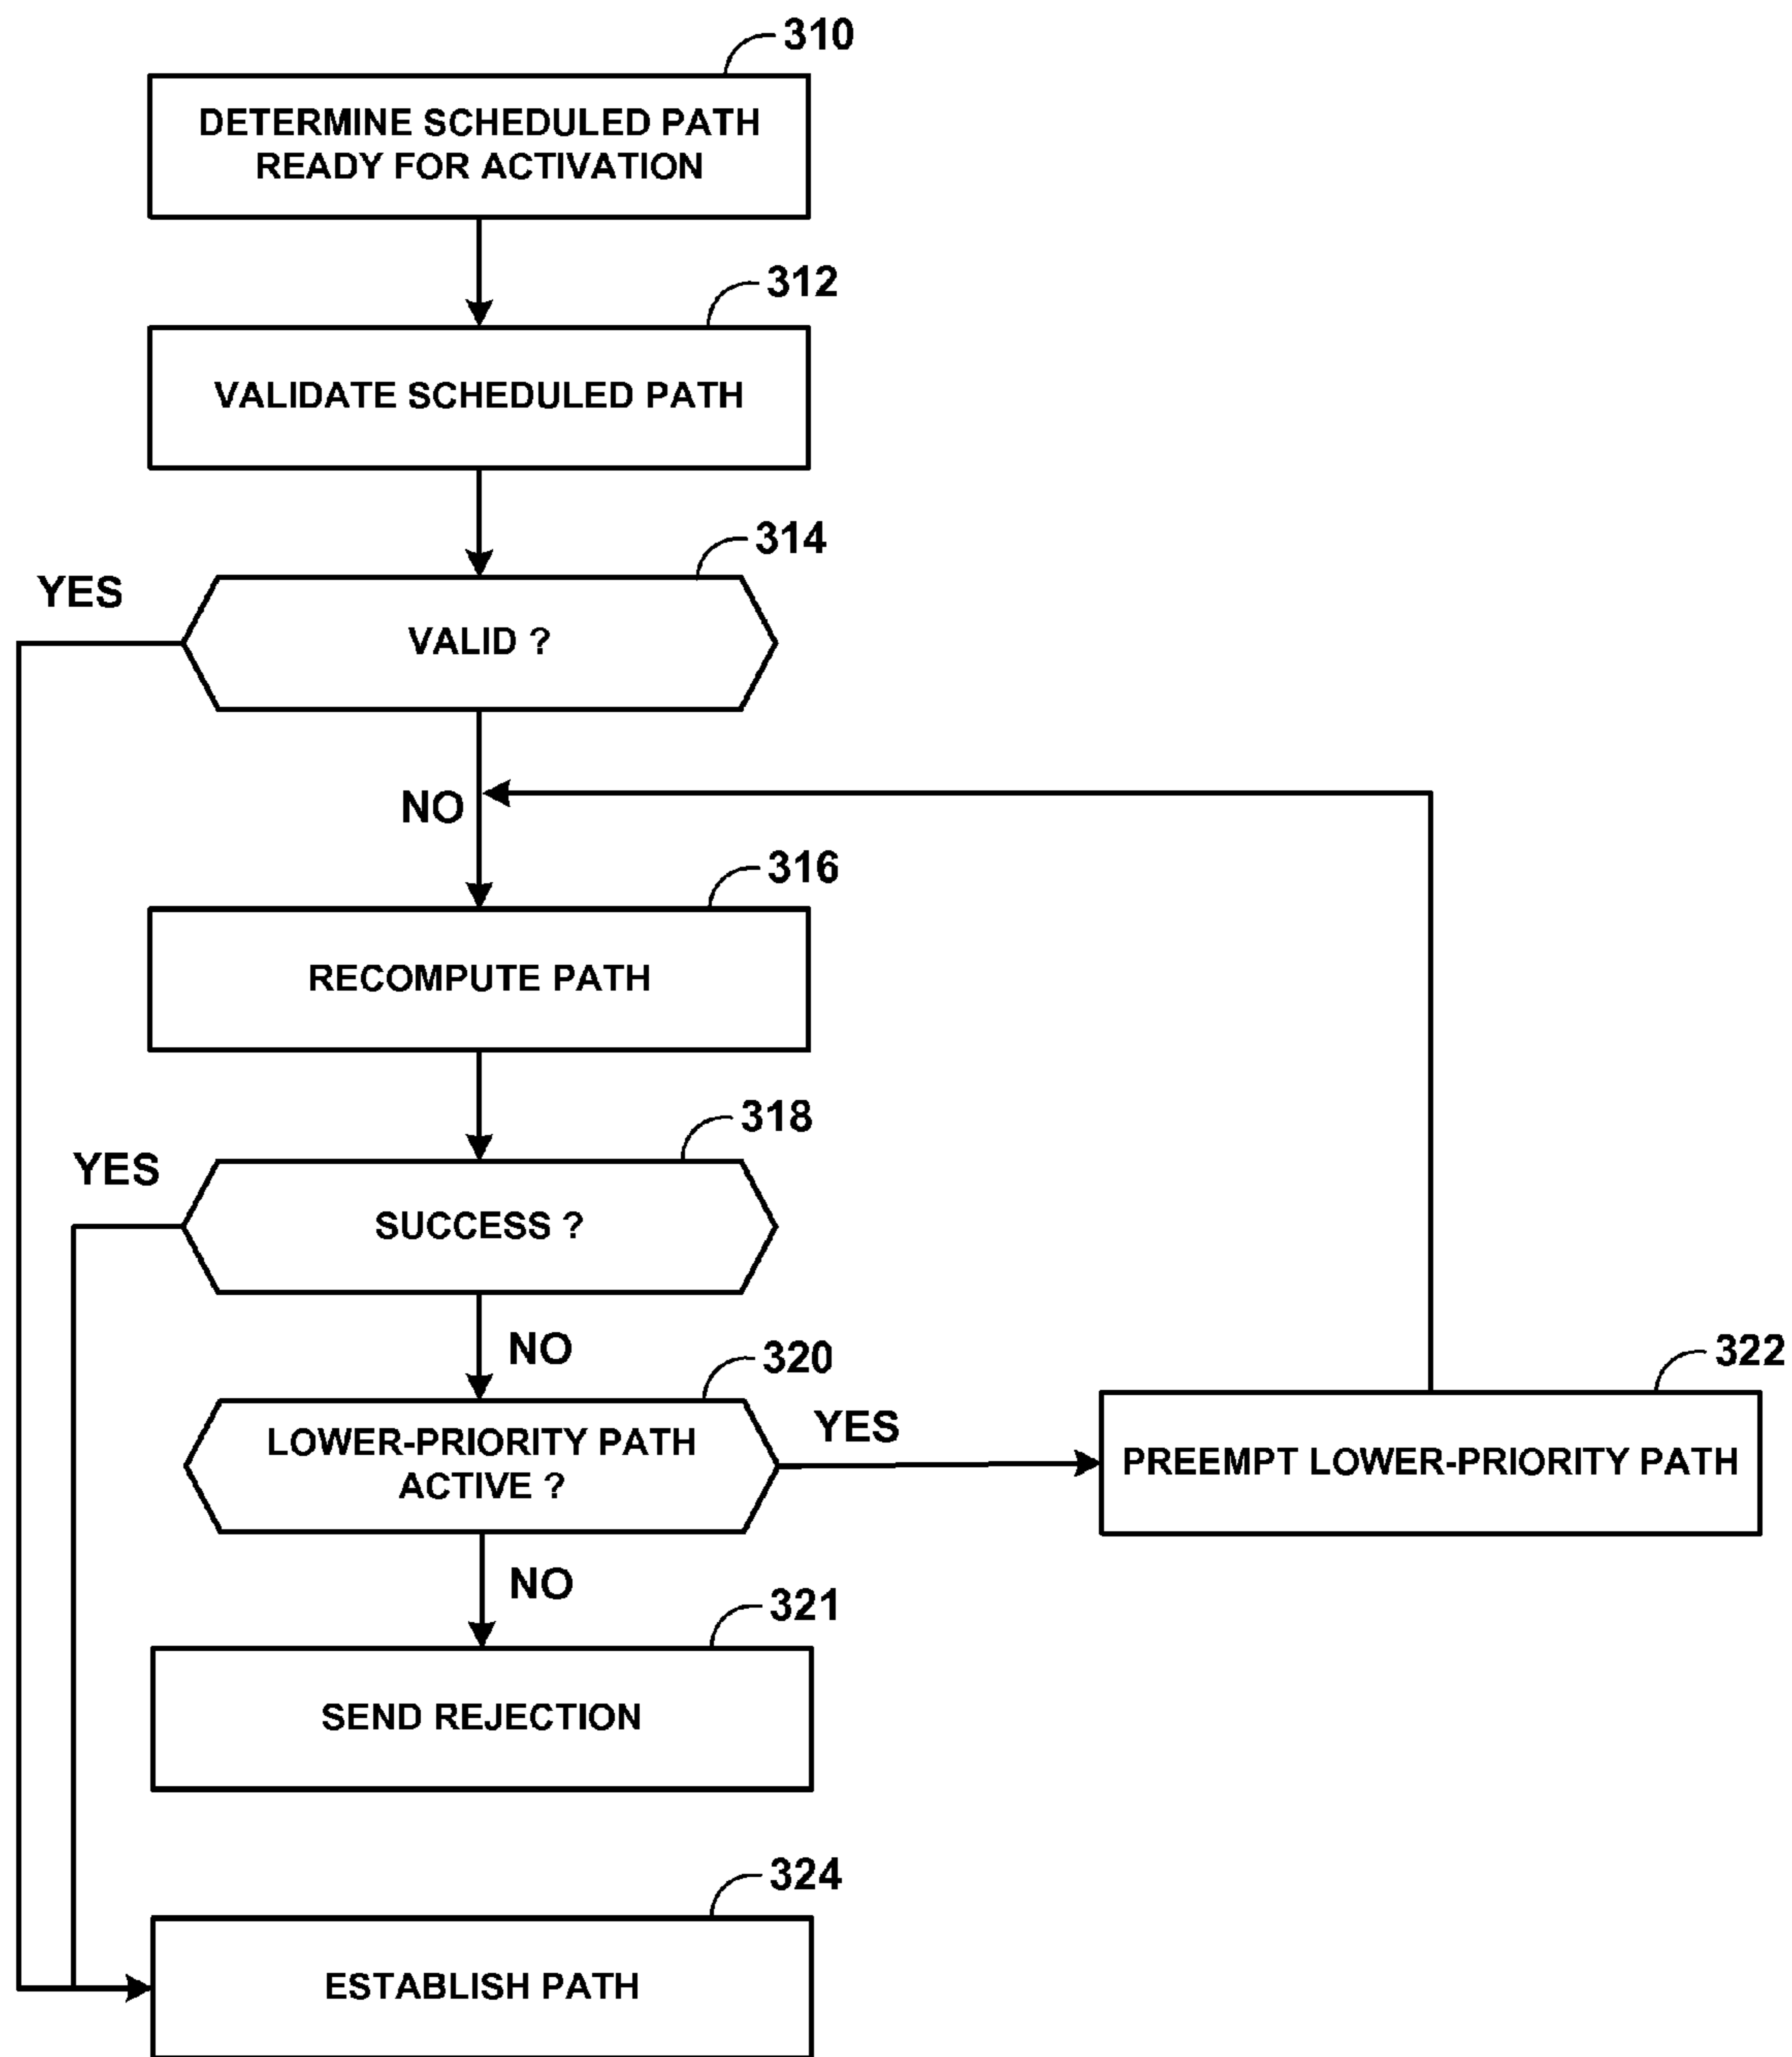 310
DETERMINE SCHEDULED PATH
READY FOR ACTIVATION
312
VALIDATE SCHEDULED PATH
314
YES
VALID ?
NO
316
RECOMPUTE PATH
318
YES
SUCCESS ?
NO
320
322
LOWER-PRIORITY PATH
ACTIVE ?
YES
PREEMPT LOWER-PRIORITY PATH
NO
321
SEND REJECTION
324
ESTABLISH PATH